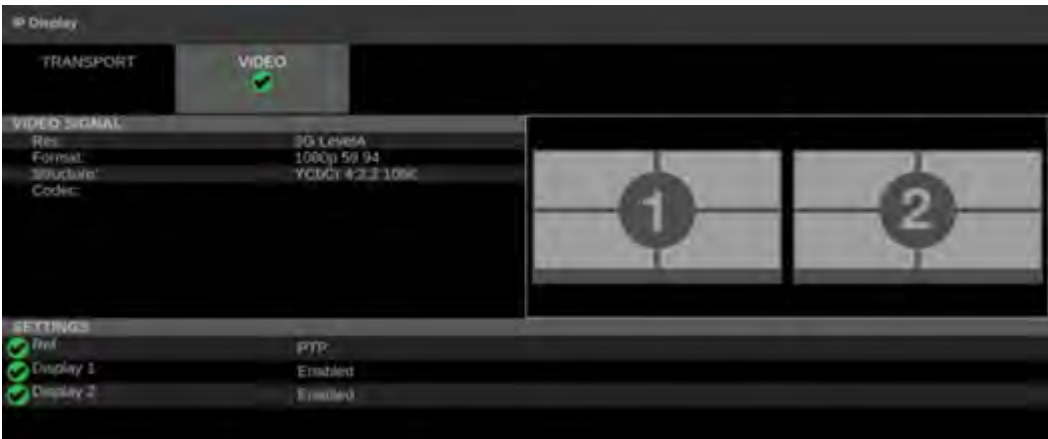 IP Display
TRANSPORT VIDEO
VIDEO SIGNAL
Res: 3G LevelA
Format: 1080p 59 94
Structure: YCbCr 4:2:2 10bit
Codec:
1 2
SETTINGS
Ref PTP
Display 1 Enabled
Display 2 Enabled